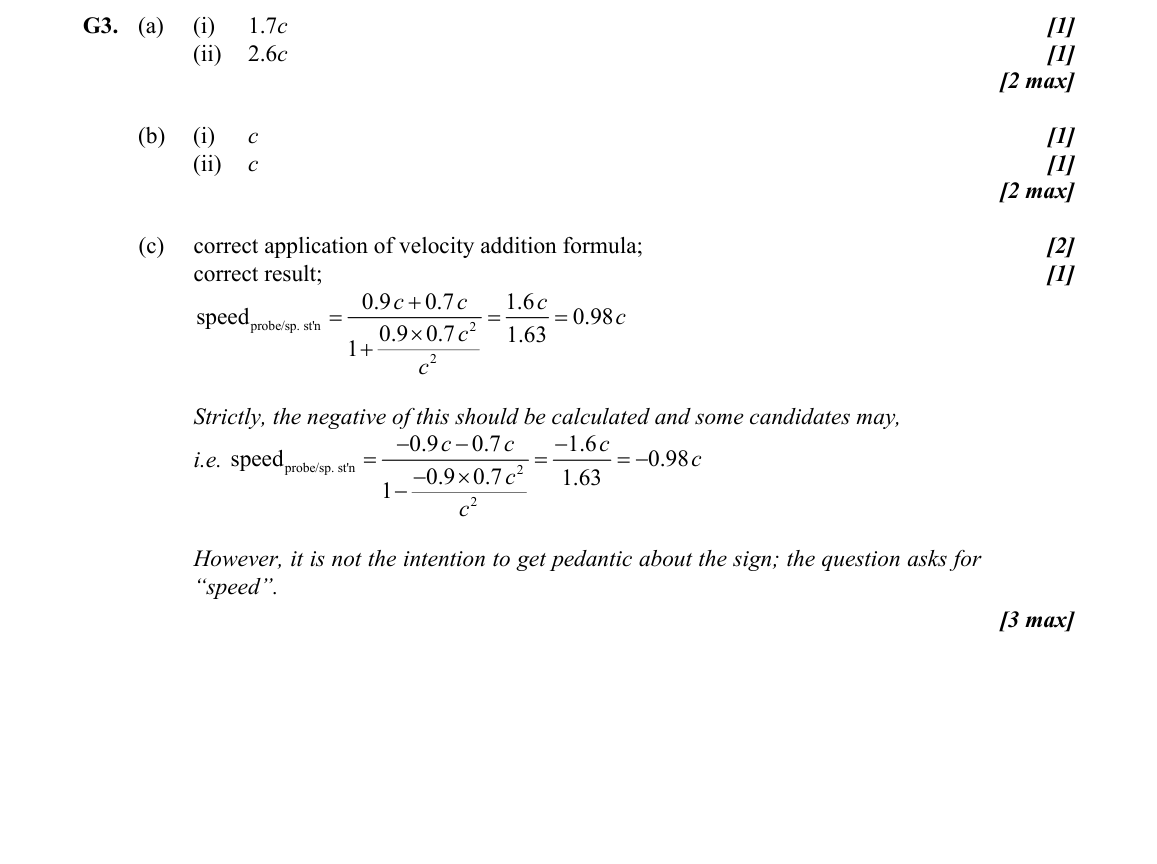 G3. (a) (i) 1.7c [1]
(ii) 2.6c [1]
[2 max]
(b) (i) c [1]
(ii) c [1]
[2 max]
(c) correct application of velocity addition formula; [2]
correct result; [1]
speed probe/sp. st'n = (0.9c + 0.7c) / (1 + (0.9 × 0.7c²) / c²) = 1.6c / 1.63 = 0.98c
Strictly, the negative of this should be calculated and some candidates may,
i.e. speed probe/sp. st'n = (−0.9c − 0.7c) / (1 − (−0.9 × 0.7c²) / c²) = −1.6c / 1.63 = −0.98c
However, it is not the intention to get pedantic about the sign; the question asks for
“speed”.
[3 max]